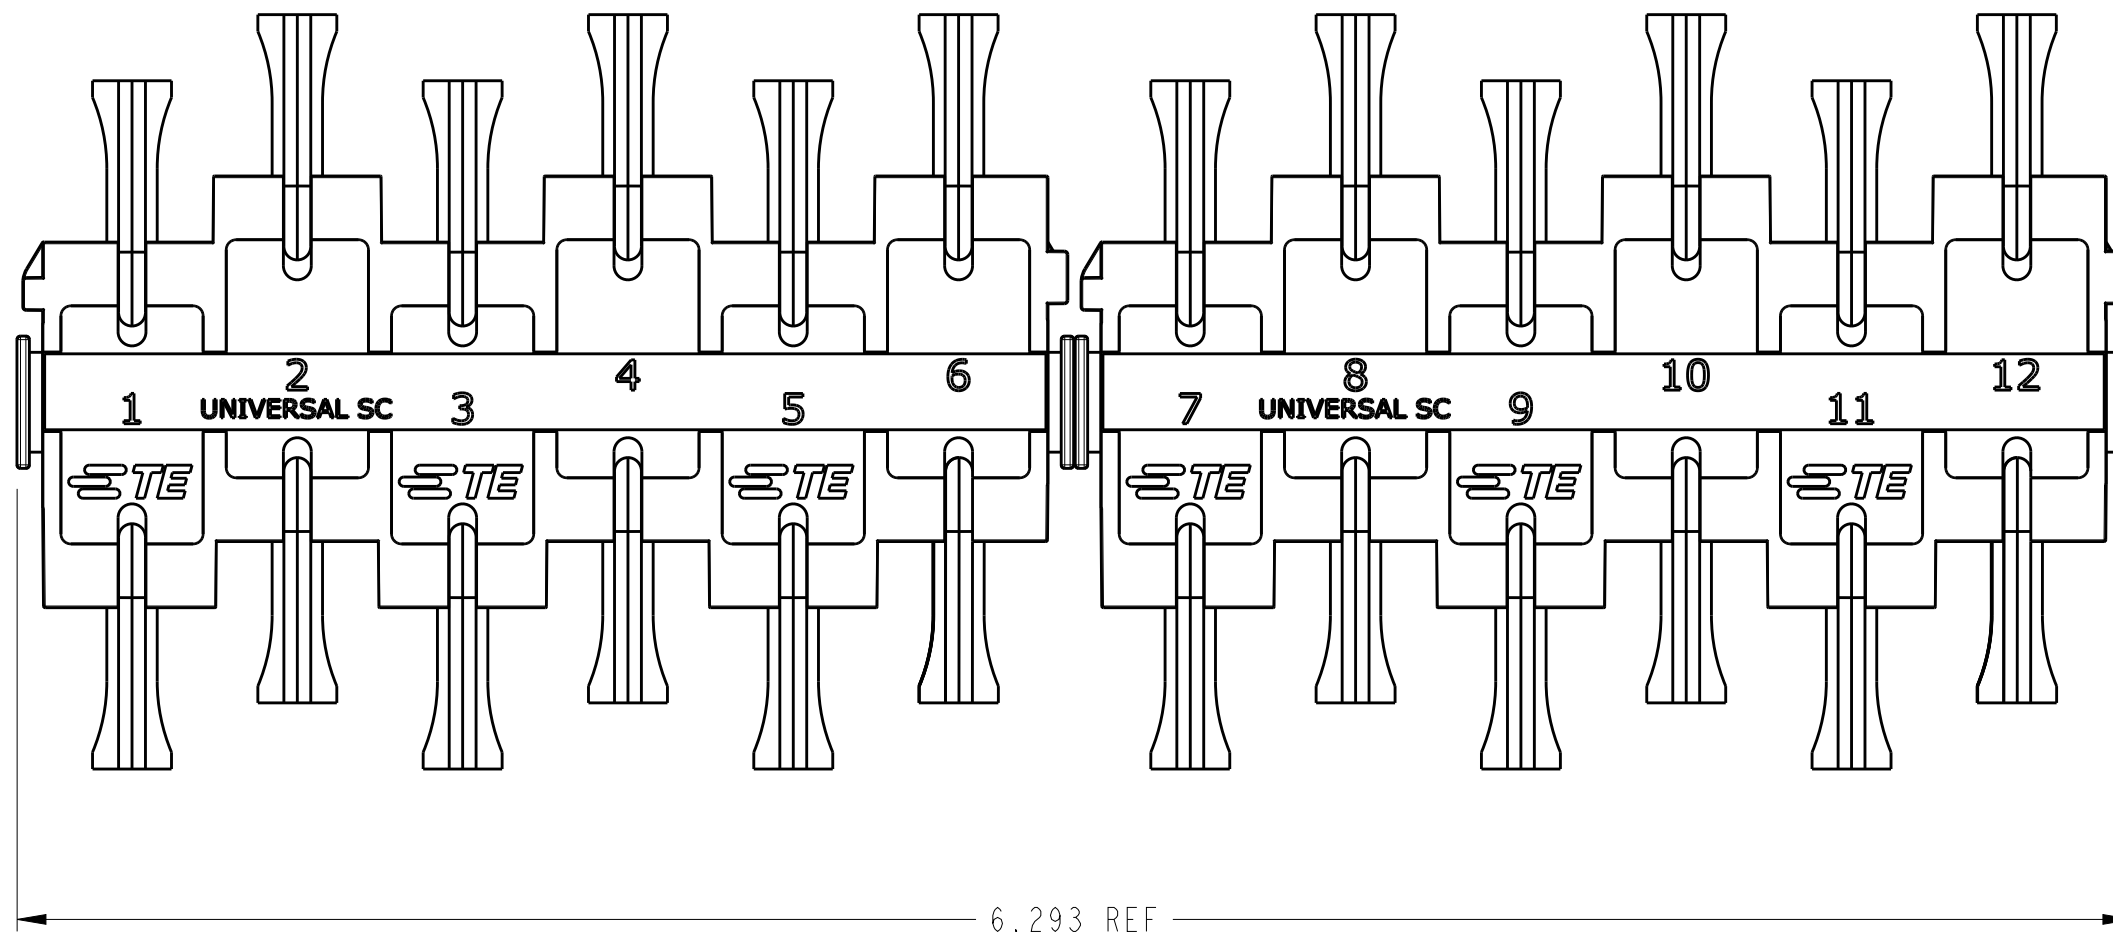 2 4 6 8 10 12
1 UNIVERSAL SC 3 5 7 UNIVERSAL SC 9 11
TE TE TE TE TE TE
6.293 REF